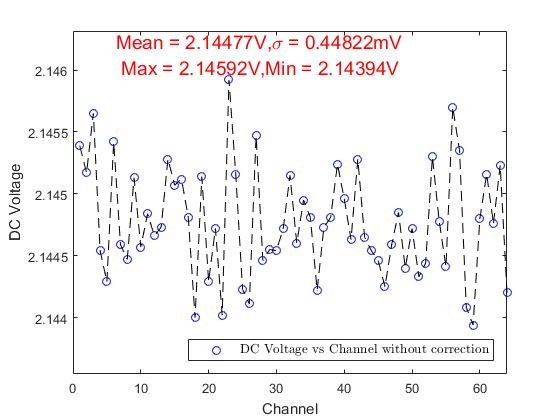 Mean = 2.14477V,σ = 0.44822mV
Max = 2.14592V,Min = 2.14394V
2.146
2.1455
2.145
2.1445
2.144
DC Voltage
DC Voltage vs Channel without correction
0 10 20 30 40 50 60
Channel